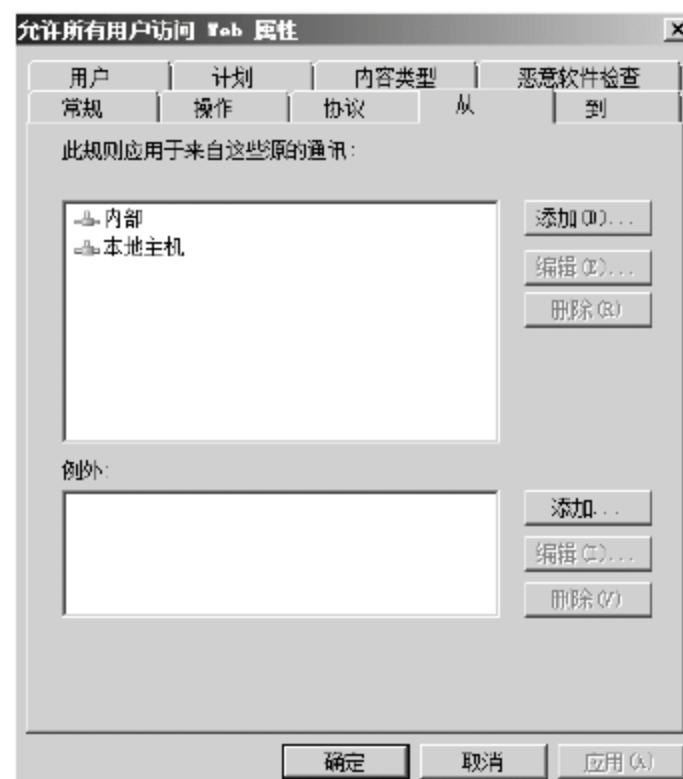 允许所有用户访问 Web 属性
用户 计划 内容类型 恶意软件检查
常规 操作 协议 从 到
此规则应用于来自这些源的通讯:
内部
本地主机
添加(D)...
编辑(E)...
删除(R)
例外:
添加...
编辑(I)...
删除(V)
确定 取消 应用(A)